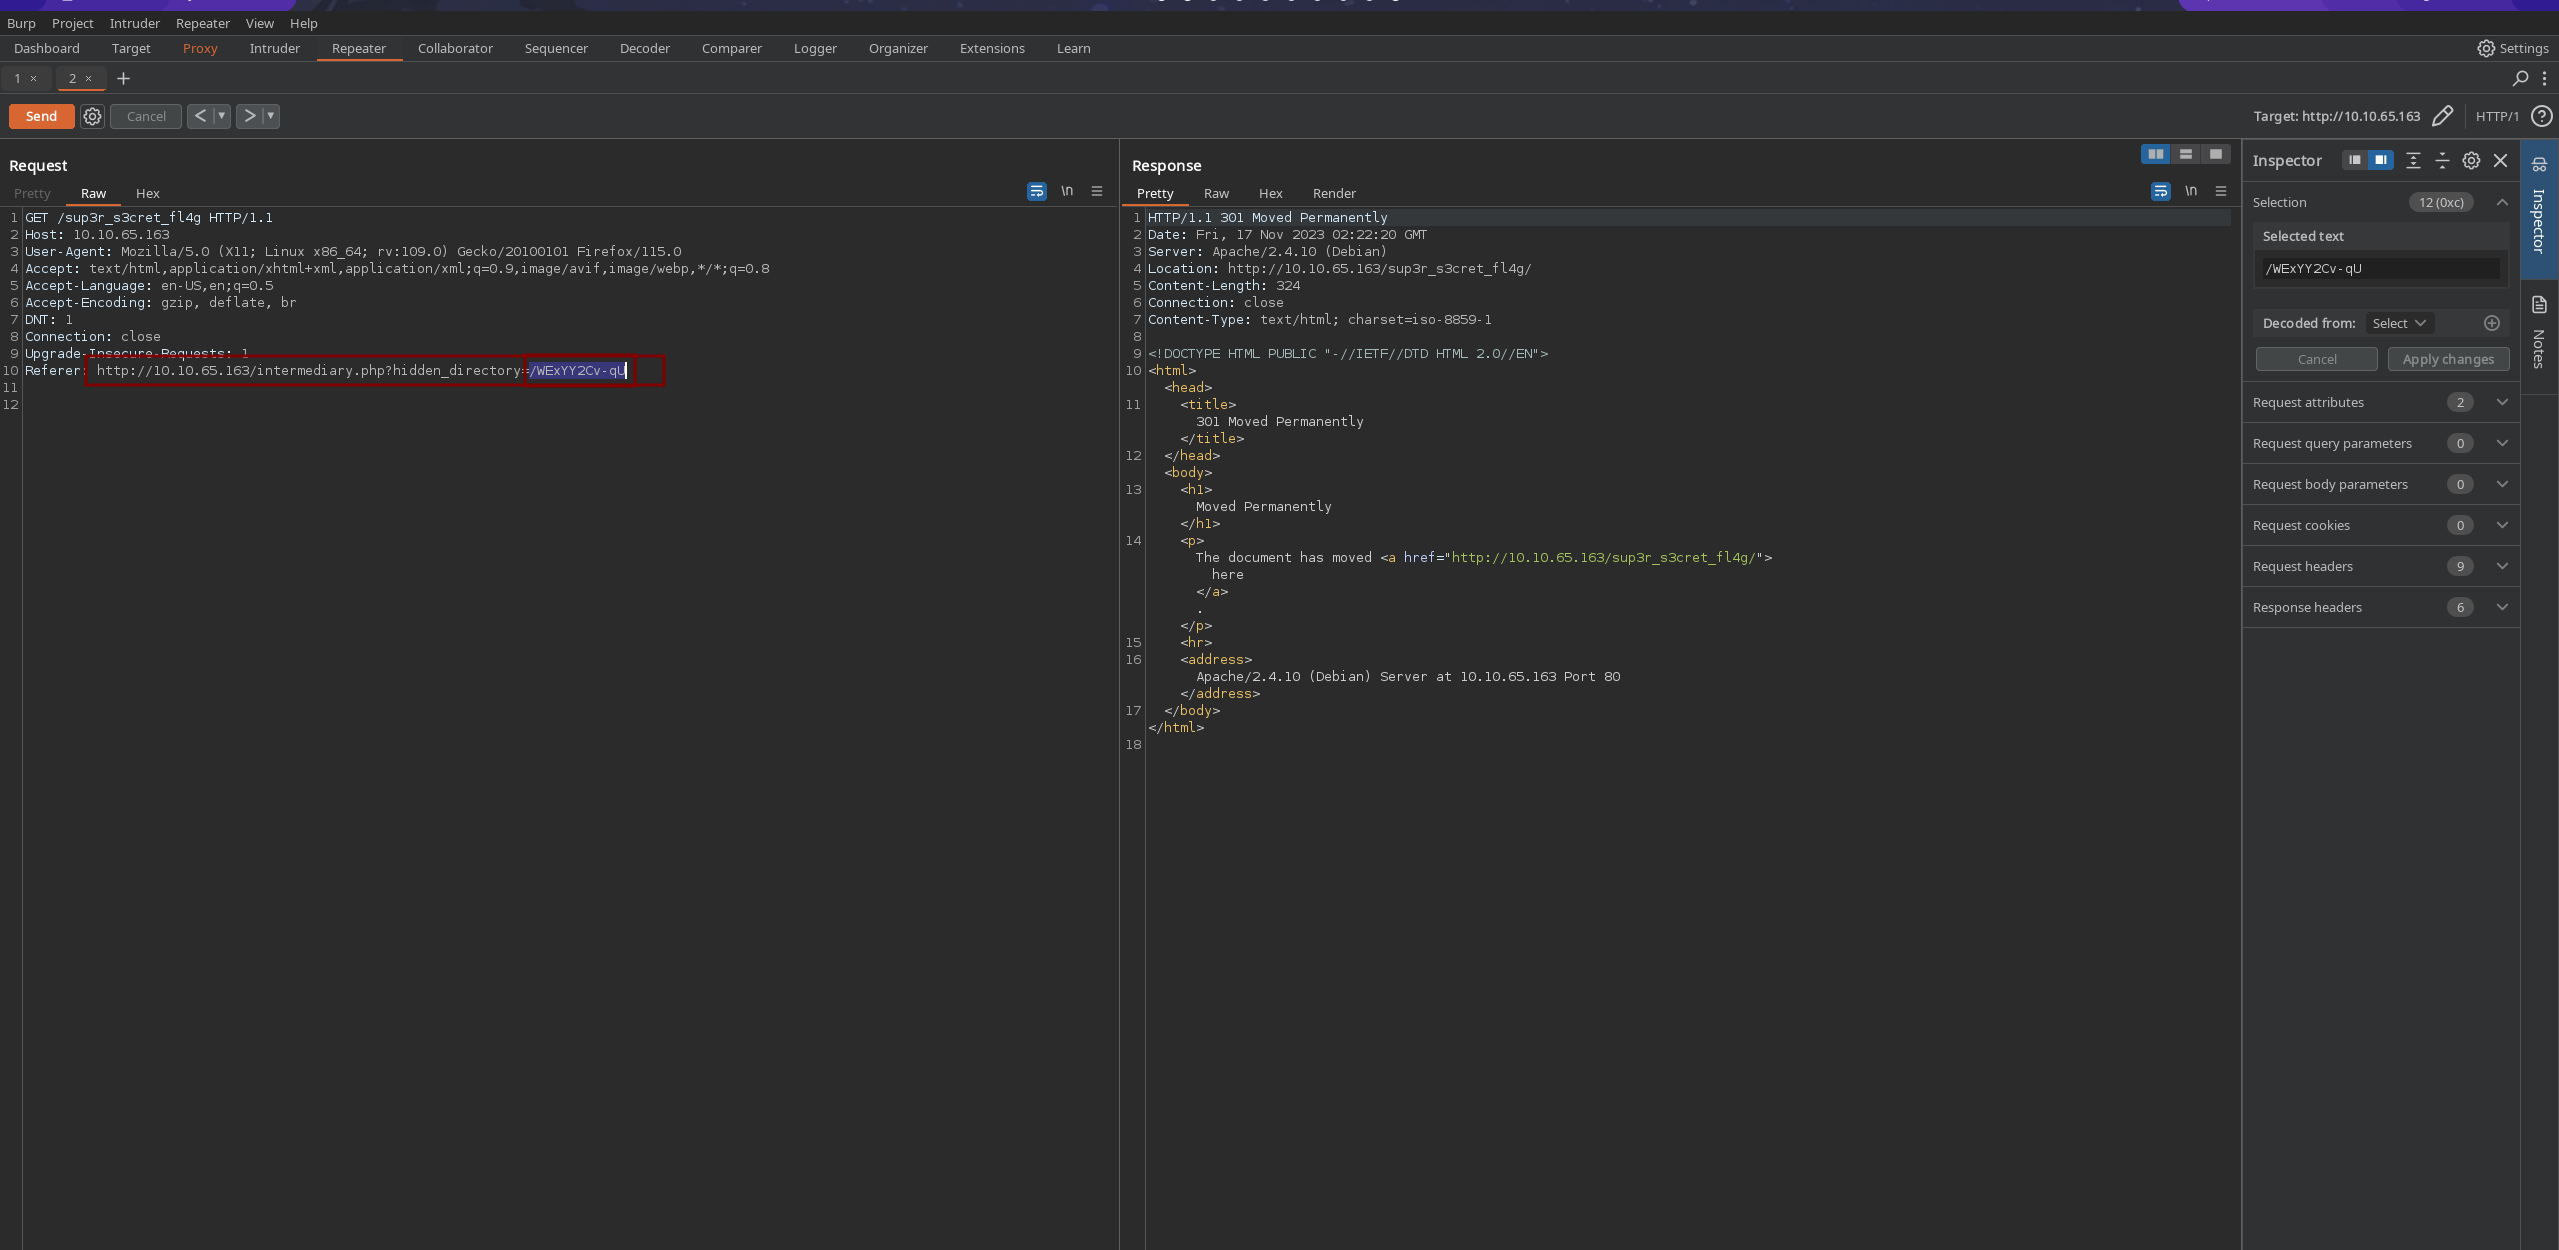 Burp Project Intruder Repeater View Help
Dashboard Target Proxy Intruder Repeater Collaborator Sequencer Decoder Comparer Logger Organizer Extensions Learn Settings
1 × 2 × +
Send Cancel < ▼ > ▼ Target: http://10.10.65.163 HTTP/1 ?
Request
Pretty Raw Hex \n
1 GET /sup3r_s3cret_fl4g HTTP/1.1
2 Host: 10.10.65.163
3 User-Agent: Mozilla/5.0 (X11; Linux x86_64; rv:109.0) Gecko/20100101 Firefox/115.0
4 Accept: text/html,application/xhtml+xml,application/xml;q=0.9,image/avif,image/webp,*/*;q=0.8
5 Accept-Language: en-US,en;q=0.5
6 Accept-Encoding: gzip, deflate, br
7 DNT: 1
8 Connection: close
9 Upgrade-Insecure-Requests: 1
10 Referer: http://10.10.65.163/intermediary.php?hidden_directory=/WExYY2Cv-qU
11
12
Response
Pretty Raw Hex Render \n
1 HTTP/1.1 301 Moved Permanently
2 Date: Fri, 17 Nov 2023 02:22:20 GMT
3 Server: Apache/2.4.10 (Debian)
4 Location: http://10.10.65.163/sup3r_s3cret_fl4g/
5 Content-Length: 324
6 Connection: close
7 Content-Type: text/html; charset=iso-8859-1
8
9 <!DOCTYPE HTML PUBLIC "-//IETF//DTD HTML 2.0//EN">
10 <html>
<head>
11 <title>
301 Moved Permanently
</title>
12 </head>
<body>
13 <h1>
Moved Permanently
</h1>
14 <p>
The document has moved <a href="http://10.10.65.163/sup3r_s3cret_fl4g/">
here
</a>
.
</p>
15 <hr>
16 <address>
Apache/2.4.10 (Debian) Server at 10.10.65.163 Port 80
</address>
17 </body>
</html>
18
Inspector
Selection 12 (0xc)
Selected text
/WExYY2Cv-qU
Decoded from: Select
Cancel Apply changes
Request attributes 2
Request query parameters 0
Request body parameters 0
Request cookies 0
Request headers 9
Response headers 6
Inspector
Notes